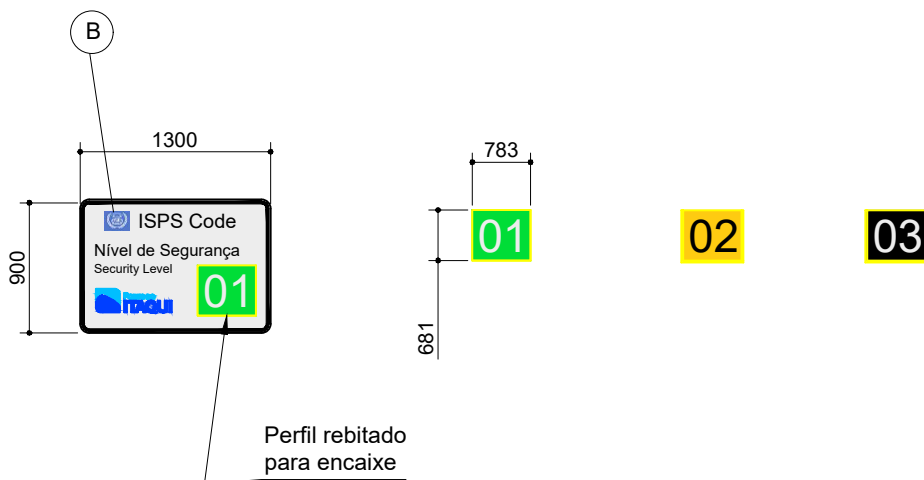 B
1300
900
ISPS Code
Nível de Segurança
Security Level
01
ITAQUI
783
681
01
02
03
Perfil rebitado
para encaixe